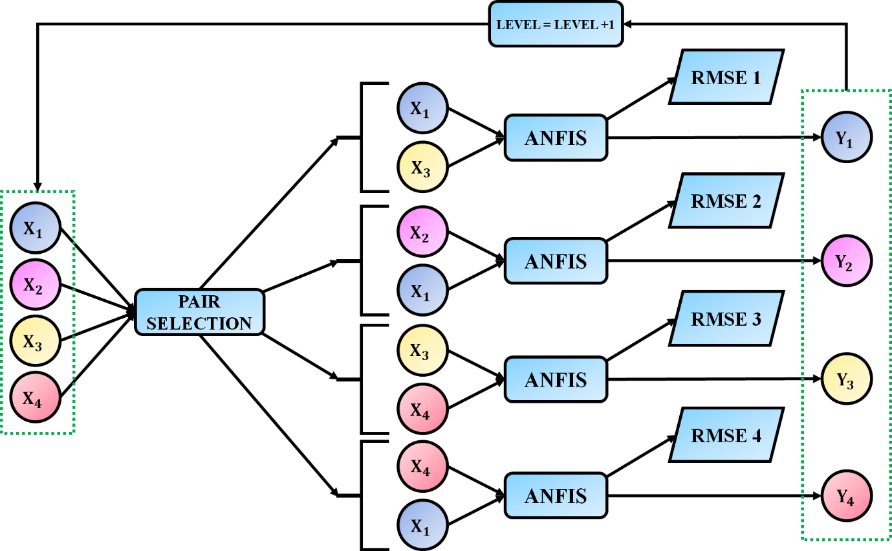 LEVEL = LEVEL +1
X₁
X₂
X₃
X₄
PAIR
SELECTION
X₁
X₃
ANFIS
RMSE 1
Y₁
X₂
X₁
ANFIS
RMSE 2
Y₂
X₃
X₄
ANFIS
RMSE 3
Y₃
X₄
X₁
ANFIS
RMSE 4
Y₄